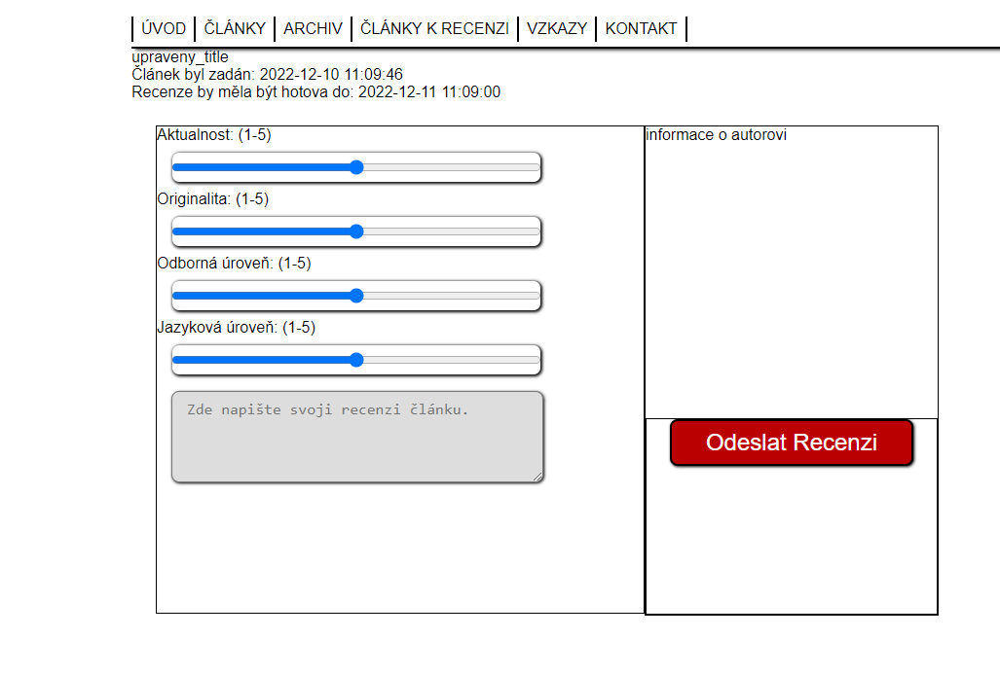 ÚVOD ČLÁNKY ARCHIV ČLÁNKY K RECENZI VZKAZY KONTAKT
upraveny_title
Článek byl zadán: 2022-12-10 11:09:46
Recenze by měla být hotova do: 2022-12-11 11:09:00
Aktualnost: (1-5)
informace o autorovi
Originalita: (1-5)
Odborná úroveň: (1-5)
Jazyková úroveň: (1-5)
Zde napište svoji recenzi článku.
Odeslat Recenzi